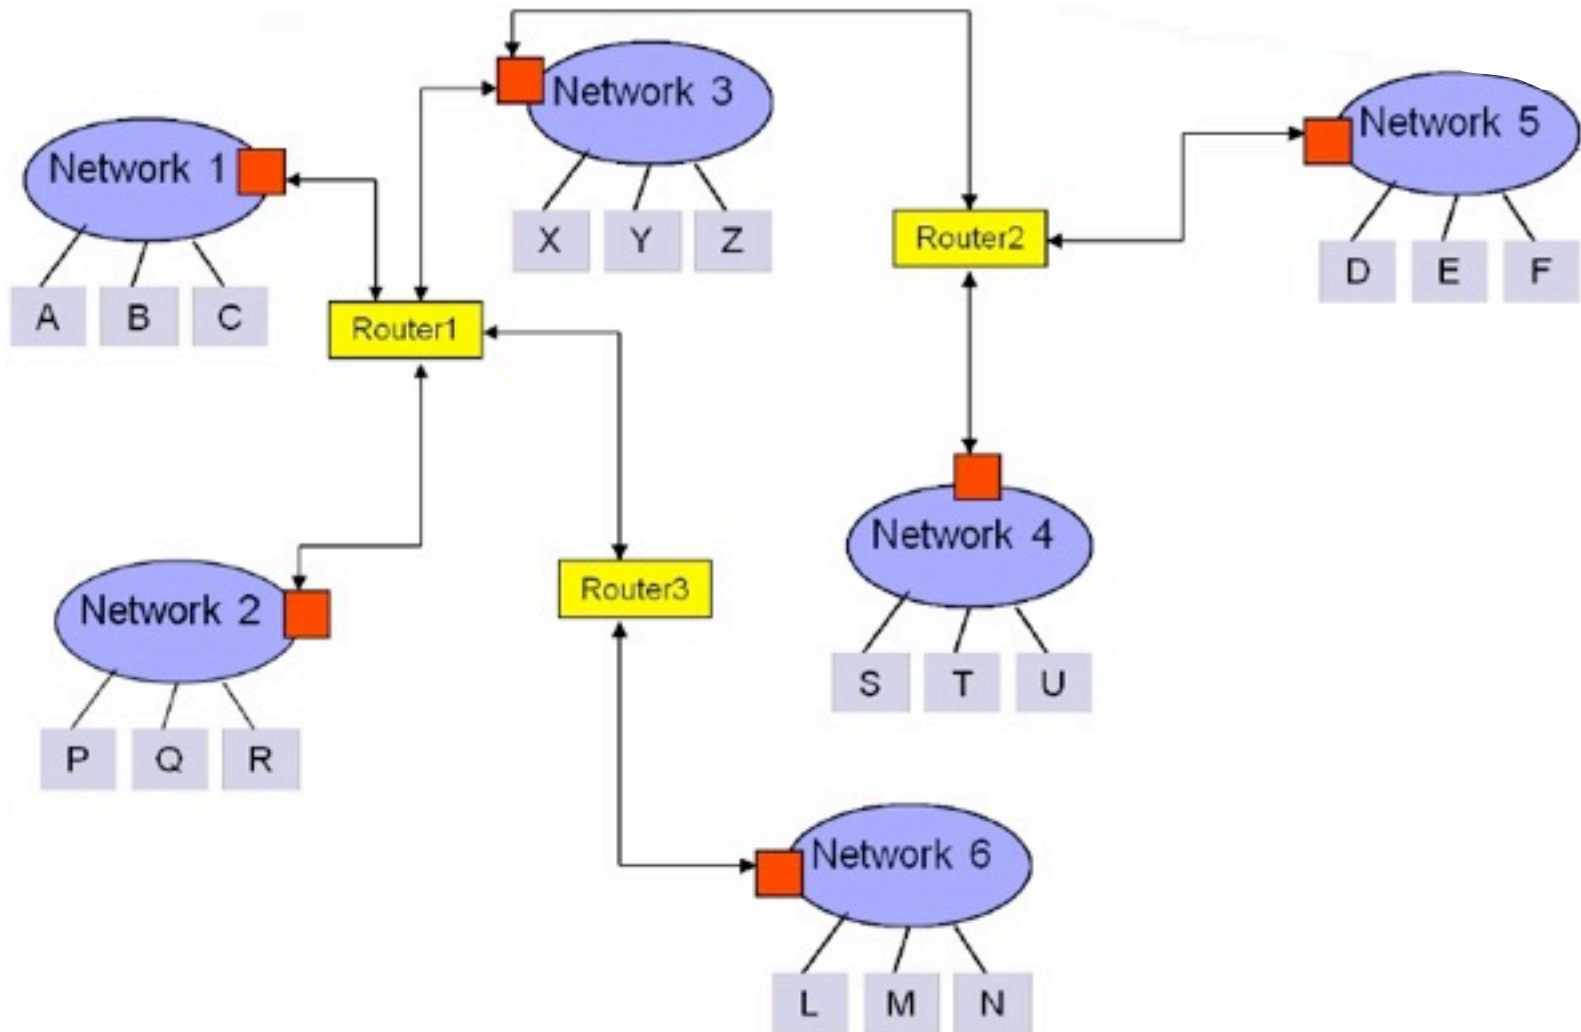 Network 3
Network 5
Network 1
X Y Z
Router2
D E F
A B C
Router1
Network 4
Router3
Network 2
S T U
P Q R
Network 6
L M N